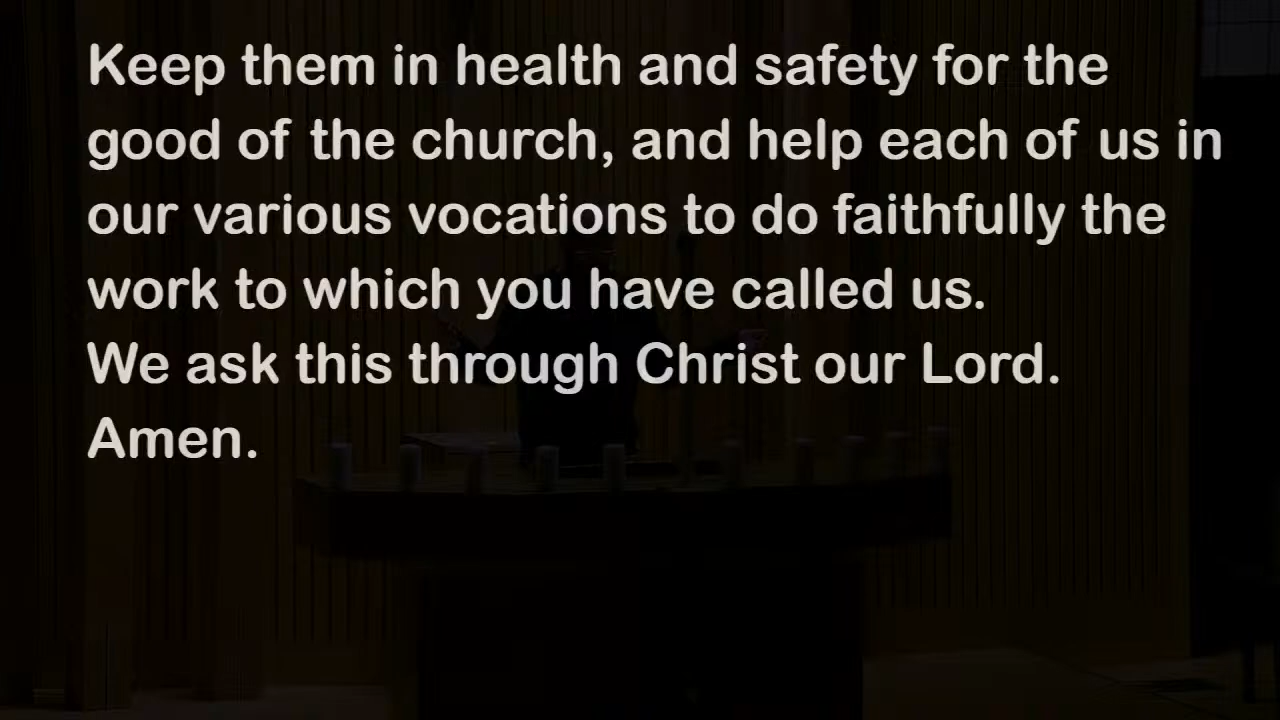 Keep them in health and safety for the
good of the church, and help each of us in
our various vocations to do faithfully the
work to which you have called us.
We ask this through Christ our Lord.
Amen.